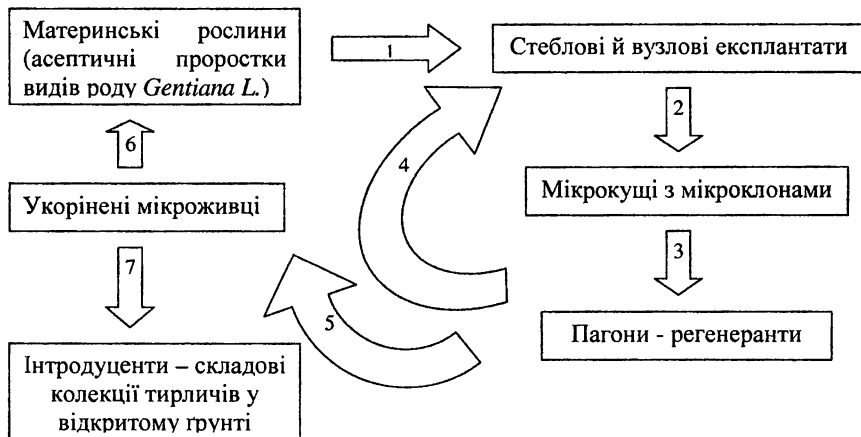 Материнські рослини
(асептичні проростки
видів роду Gentiana L.)
1
Стеблові й вузлові експлантати
2
6
4
Мікрокущі з мікроклонами
Укорінені мікроживці
3
7
5
Пагони - регенеранти
Інтродуценти – складові
колекції тирличів у
відкритому ґрунті